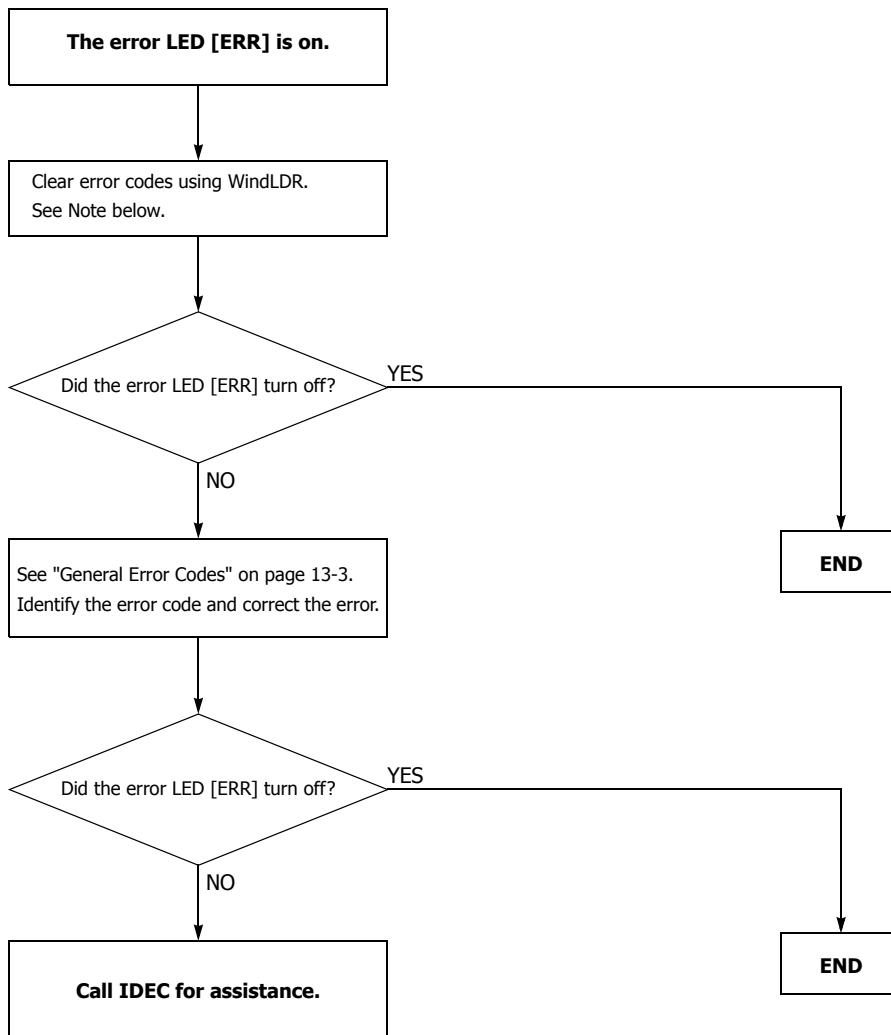 The error LED [ERR] is on.
Clear error codes using WindLDR.
See Note below.
Did the error LED [ERR] turn off?
YES
NO
END
See "General Error Codes" on page 13-3.
Identify the error code and correct the error.
Did the error LED [ERR] turn off?
YES
NO
END
Call IDEC for assistance.